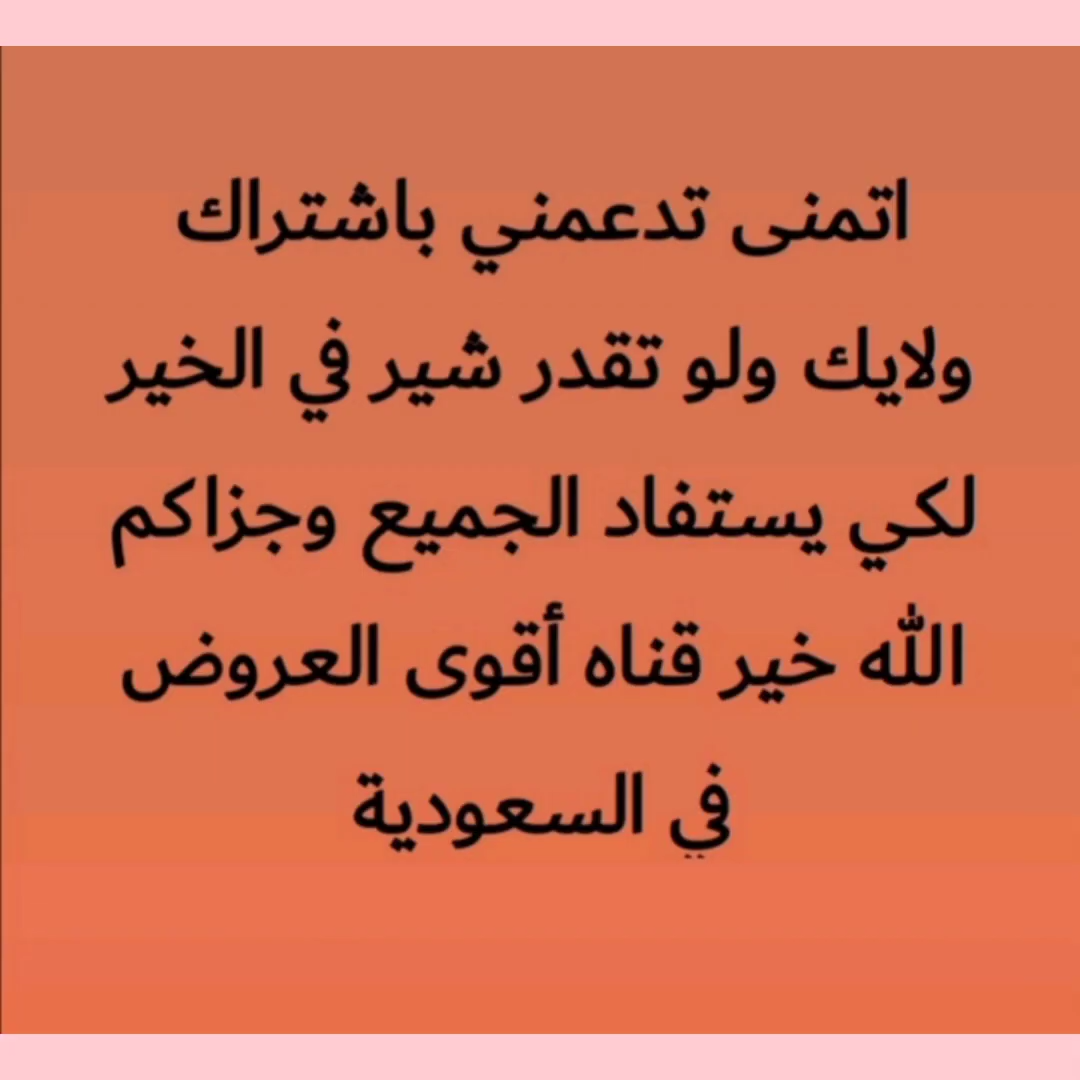 اتمنى تدعمني باشتراك
ولايك ولو تقدر شير في الخير
لكي يستفاد الجميع وجزاكم
الله خير قناه أقوى العروض
في السعودية